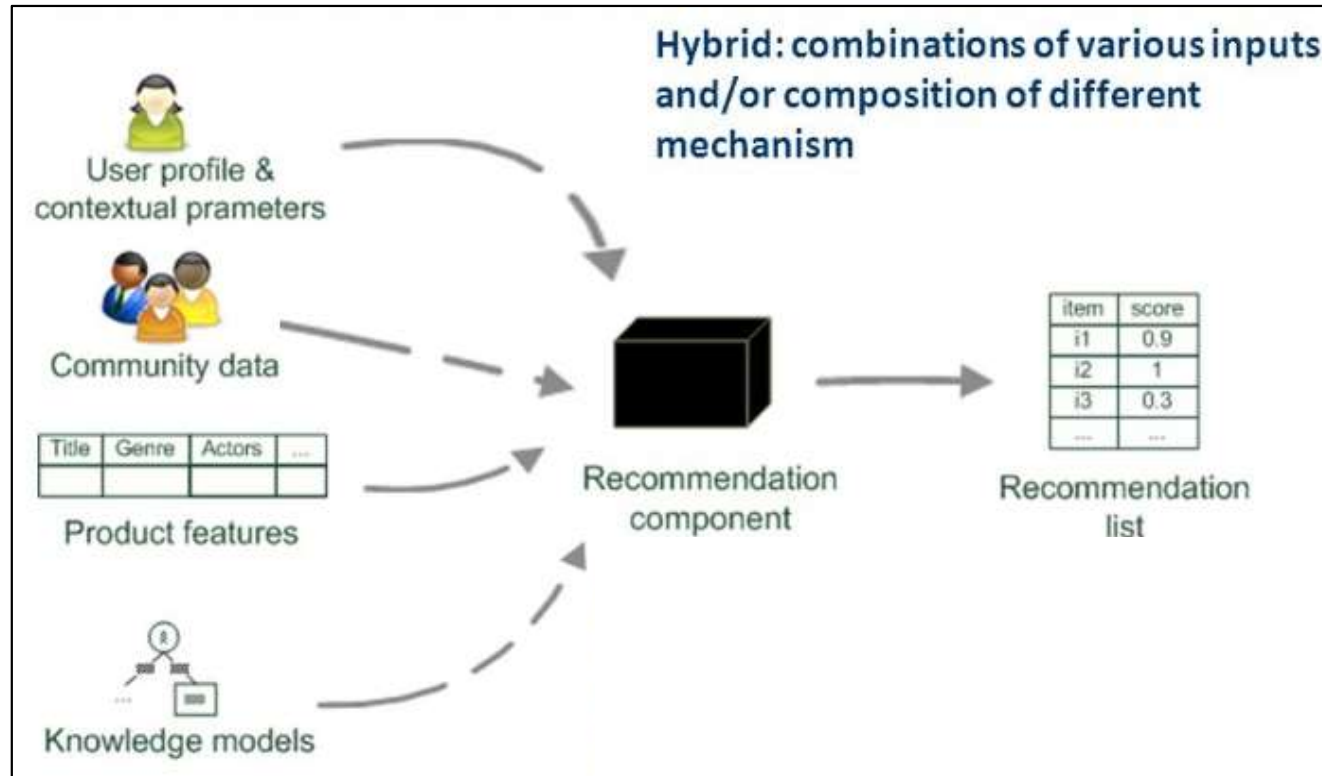 Hybrid: combinations of various inputs
and/or composition of different
mechanism
User profile &
contextual prameters
Community data
Title Genre Actors ...
Product features
Knowledge models
...
Recommendation
component
item score
i1 0.9
i2 1
i3 0.3
... ...
Recommendation
list